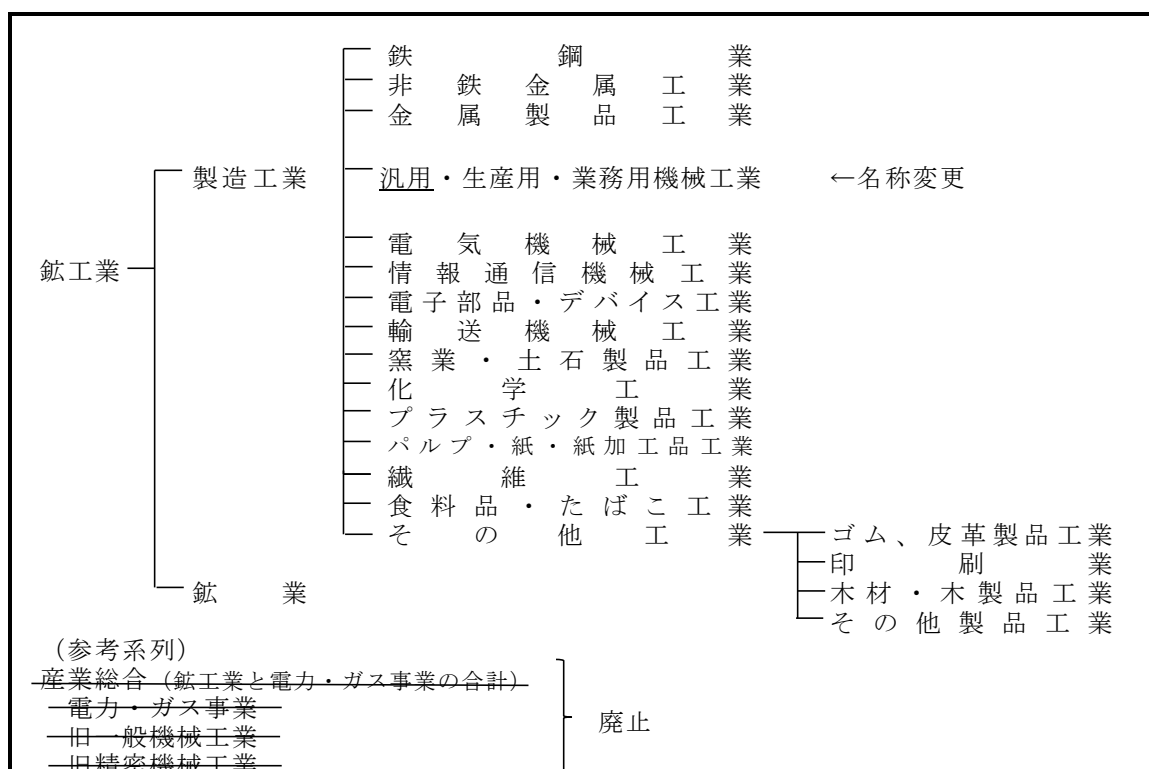 鉄鋼業
非鉄金属工業
金属製品工業
製造工業
汎用・生産用・業務用機械工業 ←名称変更
電気機械工業
鉱工業
情報通信機械工業
電子部品・デバイス工業
輸送機械工業
窯業・土石製品工業
化学工業
プラスチック製品工業
パルプ・紙・紙加工品工業
繊維工業
食料品・たばこ工業
その他工業
ゴム、皮革製品工業
印刷業
鉱業
木材・木製品工業
その他製品工業
(参考系列)
産業総合(鉱工業と電力・ガス事業の合計)
電力・ガス事業
廃止
旧一般機械工業
旧精密機械工業